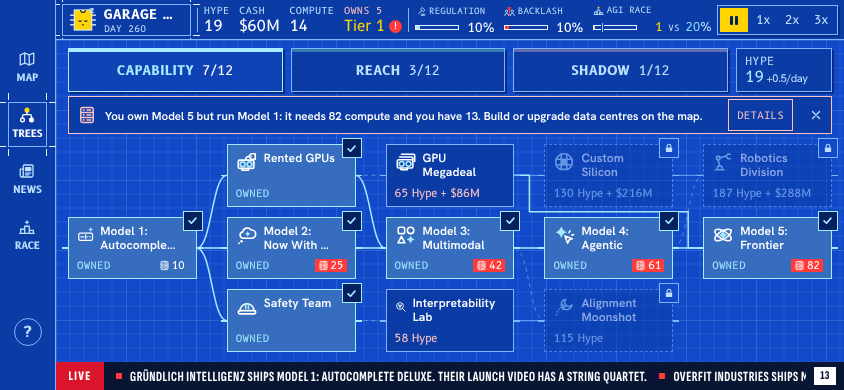 GARAGE ...
DAY 260
HYPE
19
CASH
$60M
COMPUTE
14
OWNS 5
Tier 1 !
REGULATION
10%
BACKLASH
10%
AGI RACE
1 VS 20%
1x 2x 3x
MAP
TREES
NEWS
RACE
?
CAPABILITY 7/12
REACH 3/12
SHADOW 1/12
HYPE
19 +0.5/day
You own Model 5 but run Model 1: it needs 82 compute and you have 13. Build or upgrade data centres on the map.
DETAILS
Rented GPUs
OWNED
GPU
Megadeal
65 Hype + $86M
Custom
Silicon
130 Hype + $216M
Robotics
Division
187 Hype + $288M
Model 1:
Autocomple...
OWNED
10
Model 2:
Now With ...
OWNED
25
Model 3:
Multimodal
OWNED
42
Model 4:
Agentic
OWNED
61
Model 5:
Frontier
OWNED
82
Safety Team
OWNED
Interpretability
Lab
58 Hype
Alignment
Moonshot
115 Hype
LIVE
GRÜNDLICH INTELLIGENZ SHIPS MODEL 1: AUTOCOMPLETE DELUXE. THEIR LAUNCH VIDEO HAS A STRING QUARTET.
OVERFIT INDUSTRIES SHIPS
13